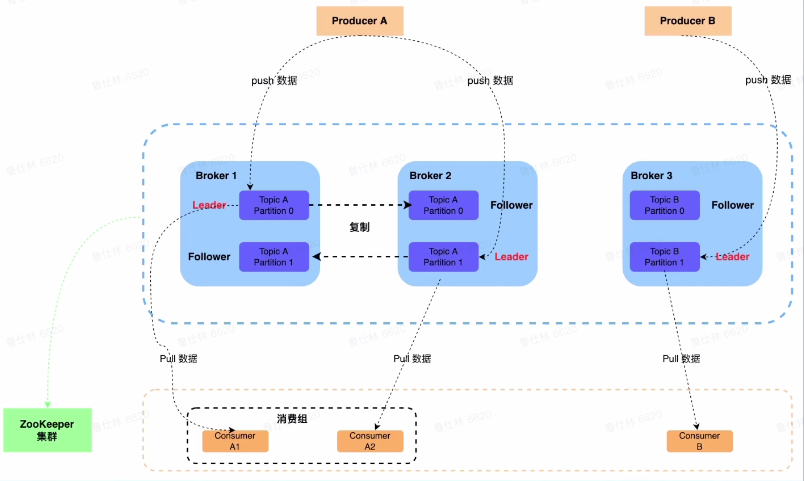 Producer A
Producer B
push 数据
push 数据
push 数据
Broker 1
Broker 2
Broker 3
Leader
Topic A
Partition 0
Topic A
Partition 0
Follower
Topic B
Partition 0
Follower
复制
Follower
Topic A
Partition 1
Topic A
Partition 1
Leader
Topic B
Partition 1
Leader
Pull 数据
Pull 数据
Pull 数据
ZooKeeper
集群
消费组
Consumer
A1
Consumer
A2
Consumer
B